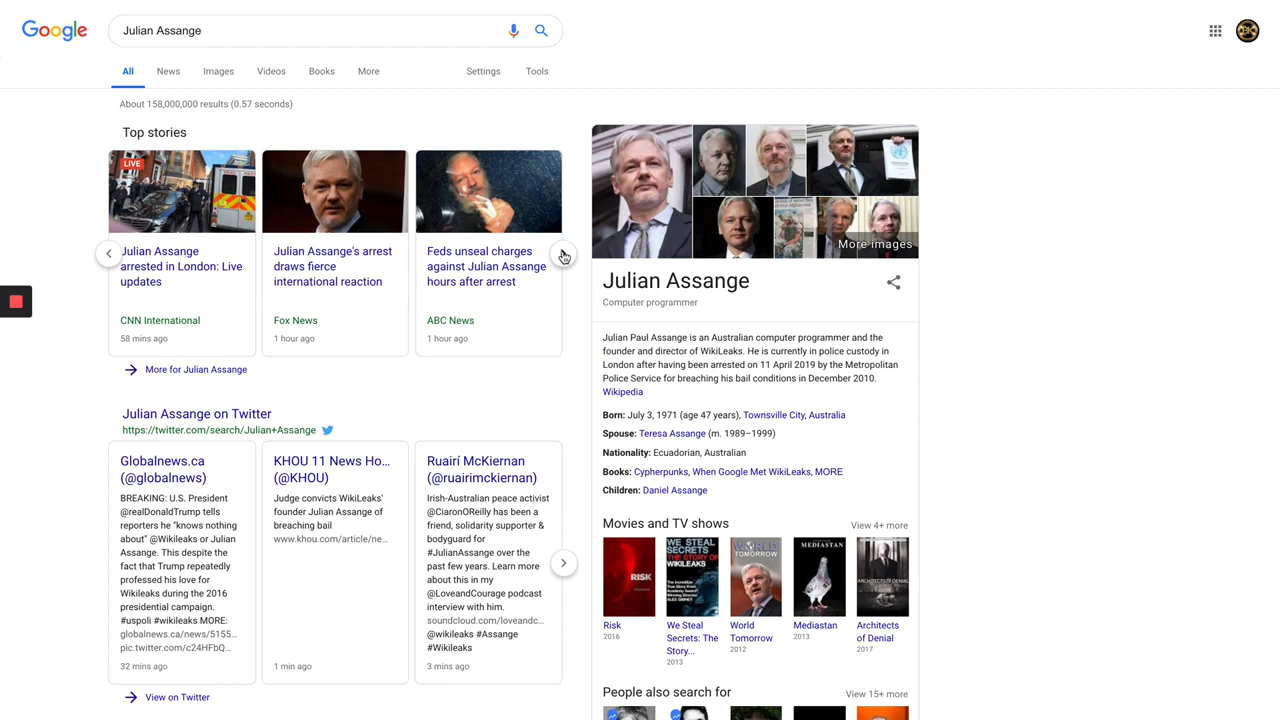 Google
Julian Assange
All
News
Images
Videos
Books
More
Settings
Tools
About 158,000,000 results (0.57 seconds)
Top stories
LIVE
Julian Assange
arrested in London: Live
updates
CNN International
58 mins ago
Julian Assange's arrest
draws fierce
international reaction
Fox News
1 hour ago
Feds unseal charges
against Julian Assange
hours after arrest
ABC News
1 hour ago
More for Julian Assange
Julian Assange on Twitter
https://twitter.com/search/Julian+Assange
Globalnews.ca
(@globalnews)
BREAKING: U.S. President
@realDonaldTrump tells
reporters he "knows nothing
about" @Wikileaks or Julian
Assange. This despite the
fact that Trump repeatedly
professed his love for
Wikileaks during the 2016
presidential campaign.
#uspoli #wikileaks MORE:
globalnews.ca/news/5155...
pic.twitter.com/c24HFbQ...
32 mins ago
KHOU 11 News Ho...
(@KHOU)
Judge convicts WikiLeaks'
founder Julian Assange of
breaching bail
www.khou.com/article/ne...
1 min ago
Ruairí McKiernan
(@ruairimckiernan)
Irish-Australian peace activist
@CiaronOReilly has been a
friend, solidarity supporter &
bodyguard for
#JulianAssange over the
past few years. Learn more
about this in my
@LoveandCourage podcast
interview with him.
soundcloud.com/loveandc...
@wikileaks #Assange
#Wikileaks
3 mins ago
View on Twitter
More images
Julian Assange
Computer programmer
Julian Paul Assange is an Australian computer programmer and the
founder and director of WikiLeaks. He is currently in police custody in
London after having been arrested on 11 April 2019 by the Metropolitan
Police Service for breaching his bail conditions in December 2010.
Wikipedia
Born: July 3, 1971 (age 47 years), Townsville City, Australia
Spouse: Teresa Assange (m. 1989–1999)
Nationality: Ecuadorian, Australian
Books: Cypherpunks, When Google Met WikiLeaks, MORE
Children: Daniel Assange
Movies and TV shows
View 4+ more
RISK
WE STEAL
SECRETS:
THE STORY OF
WIKILEAKS
WORLD
TOMORROW
MEDIASTAN
ARCHITECTS
OF DENIAL
Risk
2016
We Steal
Secrets: The
Story...
2013
World
Tomorrow
2012
Mediastan
2013
Architects
of Denial
2017
People also search for
View 15+ more